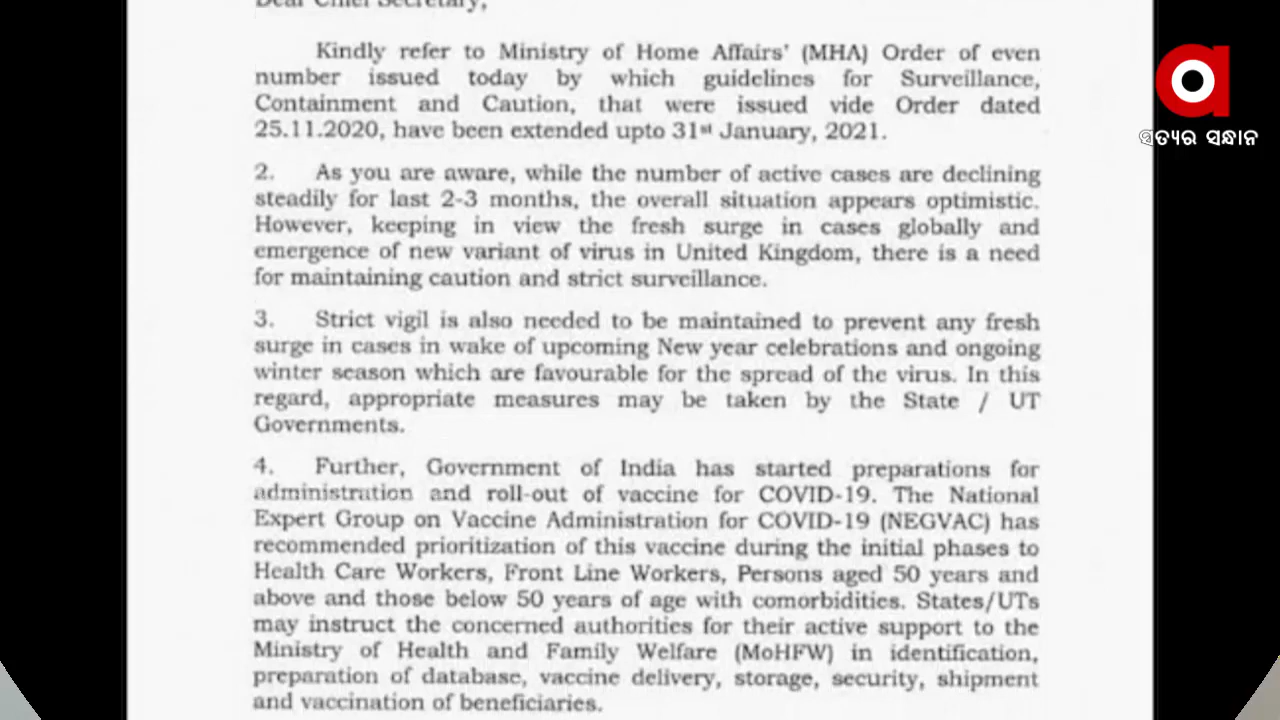 Dear Chief Secretary,
Kindly refer to Ministry of Home Affairs' (MHA) Order of even
number issued today by which guidelines for Surveillance,
Containment and Caution, that were issued vide Order dated
25.11.2020, have been extended upto 31st January, 2021.
2. As you are aware, while the number of active cases are declining
steadily for last 2-3 months, the overall situation appears optimistic.
However, keeping in view the fresh surge in cases globally and
emergence of new variant of virus in United Kingdom, there is a need
for maintaining caution and strict surveillance.
3. Strict vigil is also needed to be maintained to prevent any fresh
surge in cases in wake of upcoming New year celebrations and ongoing
winter season which are favourable for the spread of the virus. In this
regard, appropriate measures may be taken by the State / UT
Governments.
4. Further, Government of India has started preparations for
administration and roll-out of vaccine for COVID-19. The National
Expert Group on Vaccine Administration for COVID-19 (NEGVAC) has
recommended prioritization of this vaccine during the initial phases to
Health Care Workers, Front Line Workers, Persons aged 50 years and
above and those below 50 years of age with comorbidities. States/UTs
may instruct the concerned authorities for their active support to the
Ministry of Health and Family Welfare (MoHFW) in identification,
preparation of database, vaccine delivery, storage, security, shipment
and vaccination of beneficiaries.
ସତ୍ୟର ସନ୍ଧାନ